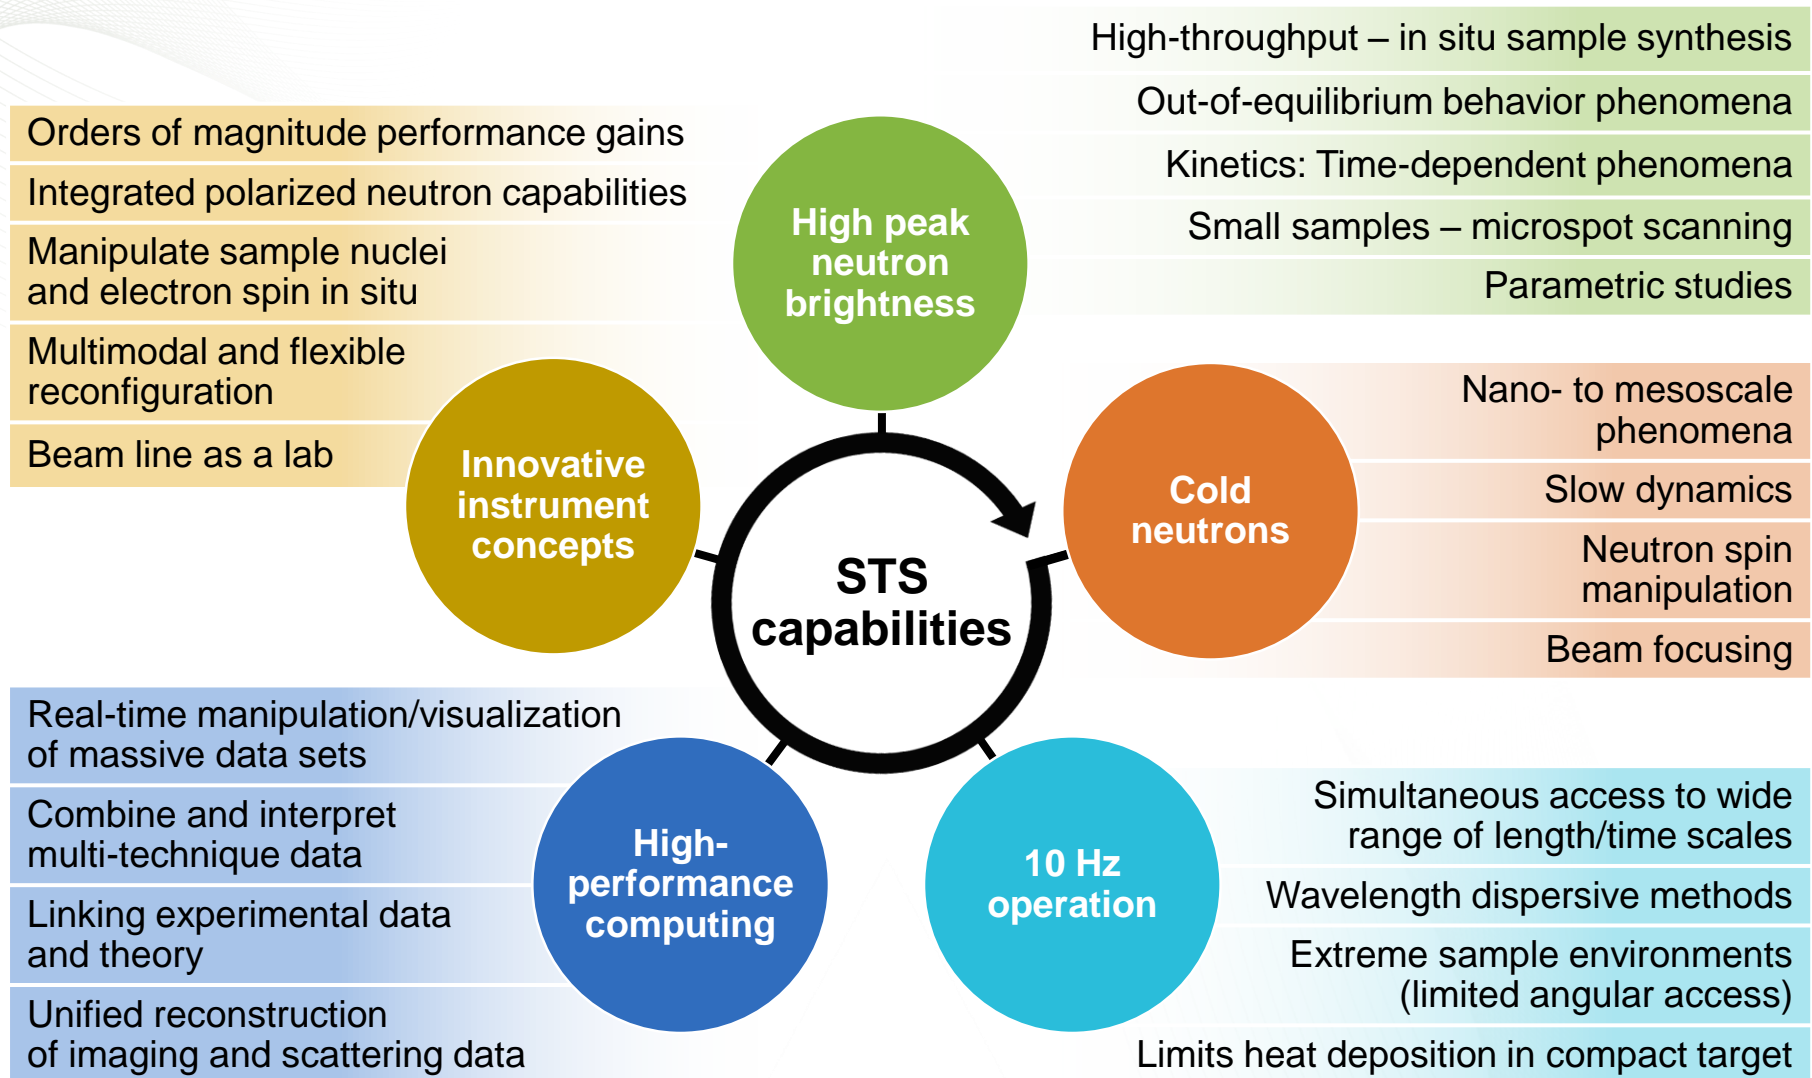 High-throughput – in situ sample synthesis
Out-of-equilibrium behavior phenomena
Kinetics: Time-dependent phenomena
Small samples – microspot scanning
Parametric studies
Orders of magnitude performance gains
Integrated polarized neutron capabilities
Manipulate sample nuclei
and electron spin in situ
Multimodal and flexible
reconfiguration
Beam line as a lab
High peak
neutron
brightness
Innovative
instrument
concepts
STS
capabilities
Cold
neutrons
Nano- to mesoscale
phenomena
Slow dynamics
Neutron spin
manipulation
Beam focusing
Real-time manipulation/visualization
of massive data sets
Combine and interpret
multi-technique data
Linking experimental data
and theory
Unified reconstruction
of imaging and scattering data
High-
performance
computing
10 Hz
operation
Simultaneous access to wide
range of length/time scales
Wavelength dispersive methods
Extreme sample environments
(limited angular access)
Limits heat deposition in compact target